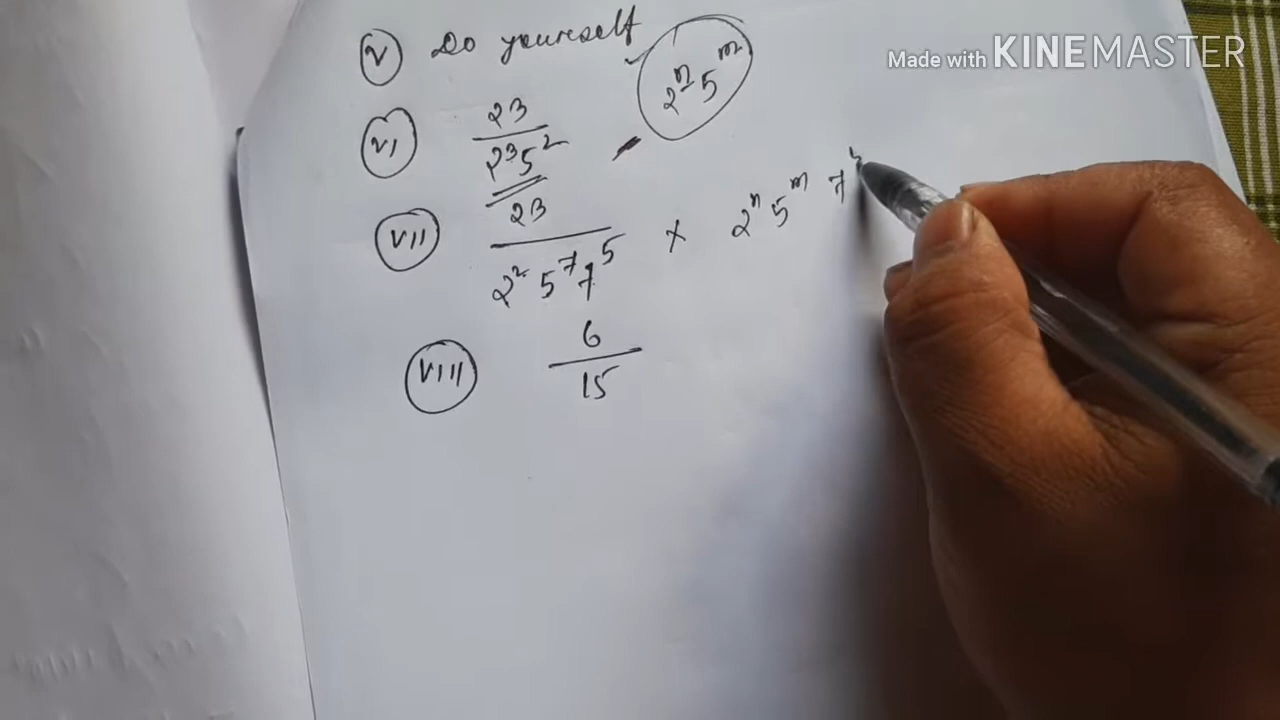 Made with KINEMASTER
V Do yourself
2ⁿ5ᵐ
VI 23/2³5²
VII 23/2²5⁷7⁵ × 2ⁿ5ᵐ7
VIII 6/15